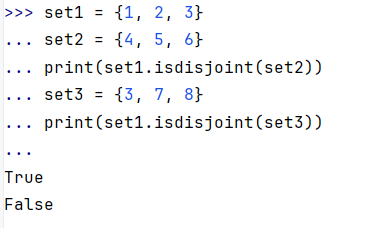 >>> set1 = {1, 2, 3}
... set2 = {4, 5, 6}
... print(set1.isdisjoint(set2))
... set3 = {3, 7, 8}
... print(set1.isdisjoint(set3))
...
True
False